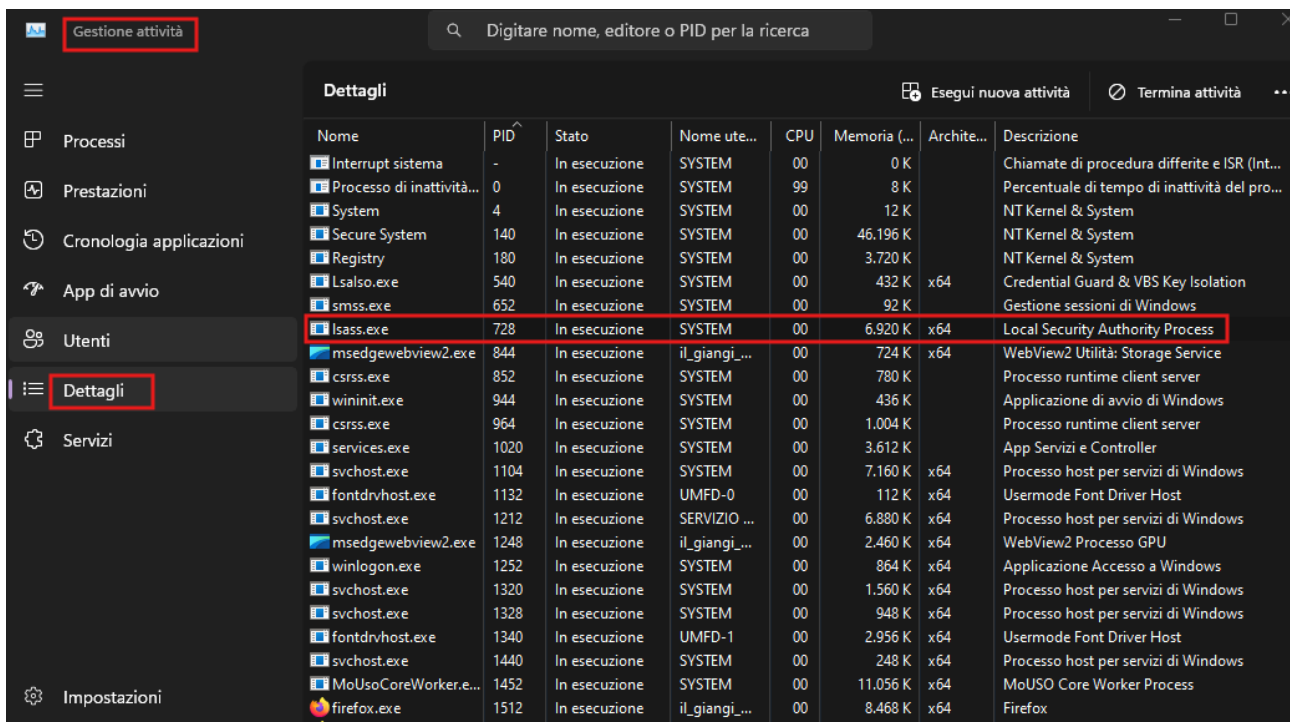 Gestione attività
Digitare nome, editore o PID per la ricerca
Dettagli
Esegui nuova attività
Termina attività
Processi
Prestazioni
Cronologia applicazioni
App di avvio
Utenti
Dettagli
Servizi
Impostazioni
Nome PID Stato Nome ute... CPU Memoria (... Archite... Descrizione
Interrupt sistema - In esecuzione SYSTEM 00 0 K Chiamate di procedura differite e ISR (Int...
Processo di inattività... 0 In esecuzione SYSTEM 99 8 K Percentuale di tempo di inattività del pro...
System 4 In esecuzione SYSTEM 00 12 K NT Kernel & System
Secure System 140 In esecuzione SYSTEM 00 46.196 K NT Kernel & System
Registry 180 In esecuzione SYSTEM 00 3.720 K NT Kernel & System
LsaIso.exe 540 In esecuzione SYSTEM 00 432 K x64 Credential Guard & VBS Key Isolation
smss.exe 652 In esecuzione SYSTEM 00 92 K Gestione sessioni di Windows
lsass.exe 728 In esecuzione SYSTEM 00 6.920 K x64 Local Security Authority Process
msedgewebview2.exe 844 In esecuzione il_giangi_... 00 724 K x64 WebView2 Utilità: Storage Service
csrss.exe 852 In esecuzione SYSTEM 00 780 K Processo runtime client server
wininit.exe 944 In esecuzione SYSTEM 00 436 K Applicazione di avvio di Windows
csrss.exe 964 In esecuzione SYSTEM 00 1.004 K Processo runtime client server
services.exe 1020 In esecuzione SYSTEM 00 3.612 K App Servizi e Controller
svchost.exe 1104 In esecuzione SYSTEM 00 7.160 K x64 Processo host per servizi di Windows
fontdrvhost.exe 1132 In esecuzione UMFD-0 00 112 K x64 Usermode Font Driver Host
svchost.exe 1212 In esecuzione SERVIZIO ... 00 6.880 K x64 Processo host per servizi di Windows
msedgewebview2.exe 1248 In esecuzione il_giangi_... 00 2.460 K x64 WebView2 Processo GPU
winlogon.exe 1252 In esecuzione SYSTEM 00 864 K x64 Applicazione Accesso a Windows
svchost.exe 1320 In esecuzione SYSTEM 00 1.560 K x64 Processo host per servizi di Windows
svchost.exe 1328 In esecuzione SYSTEM 00 948 K x64 Processo host per servizi di Windows
fontdrvhost.exe 1340 In esecuzione UMFD-1 00 2.956 K x64 Usermode Font Driver Host
svchost.exe 1440 In esecuzione SYSTEM 00 248 K x64 Processo host per servizi di Windows
MoUsoCoreWorker.e... 1452 In esecuzione SYSTEM 00 11.056 K x64 MoUSO Core Worker Process
firefox.exe 1512 In esecuzione il_giangi_... 00 8.468 K x64 Firefox